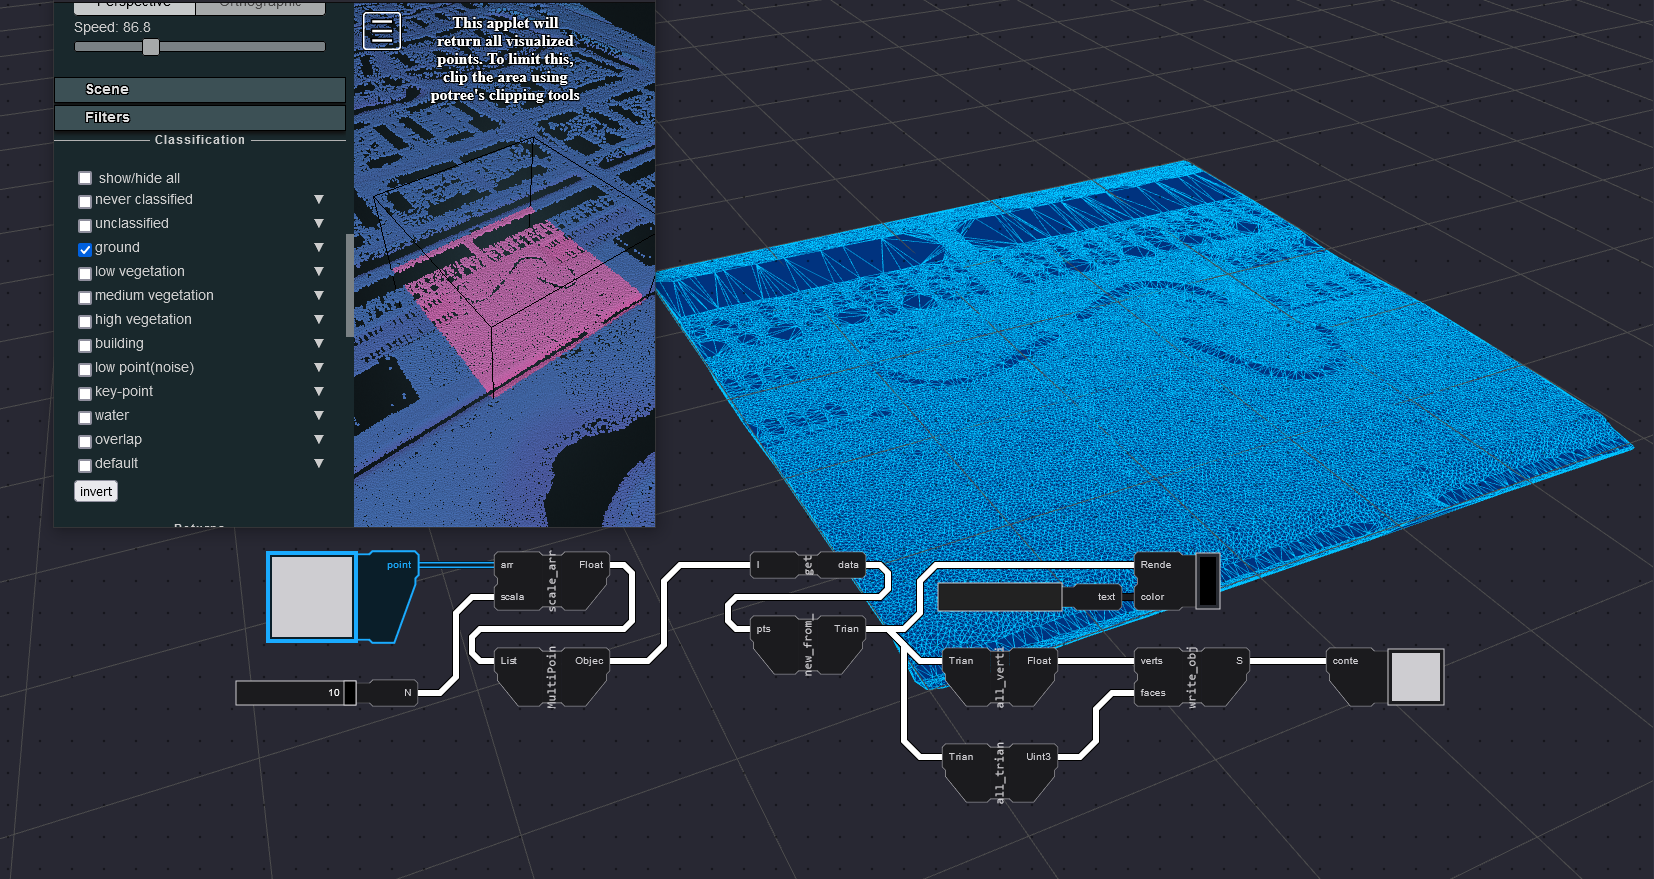 Perspective
Orthographic
Speed: 86.8
Scene
Filters
Classification
show/hide all
never classified
unclassified
ground
low vegetation
medium vegetation
high vegetation
building
low point(noise)
key-point
water
overlap
default
invert
Returns
This applet will
return all visualized
points. To limit this,
clip the area using
potree's clipping tools
point
arr
scala
scale_arr
Float
10
N
List
MultiPoin
Objec
I
get
data
pts
new_from_
Trian
text
Rende
color
Trian
all_verti
Float
verts
faces
write_obj
S
conte
Trian
all_trian
Uint3